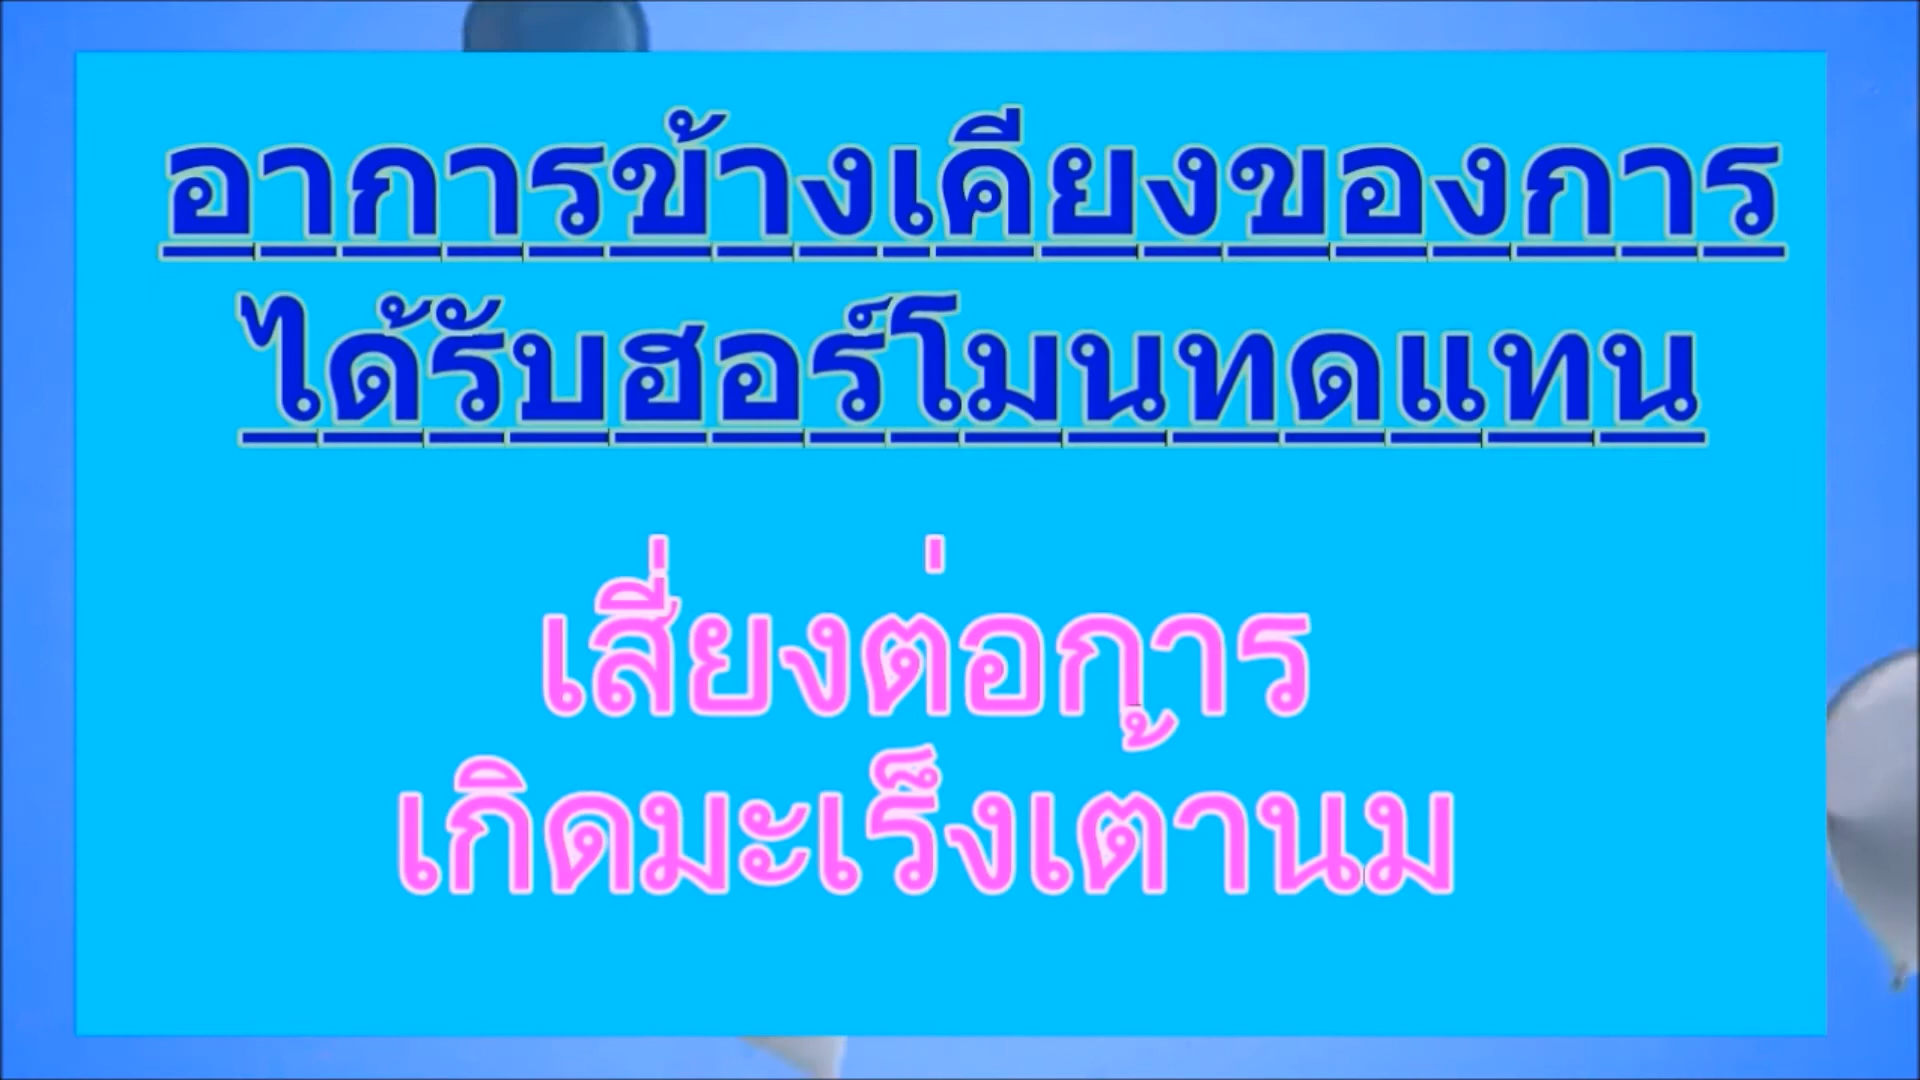 อาการข้างเคียงของการ
ได้รับฮอร์โมนทดแทน
เสี่ยงต่อการ
เกิดมะเร็งเต้านม